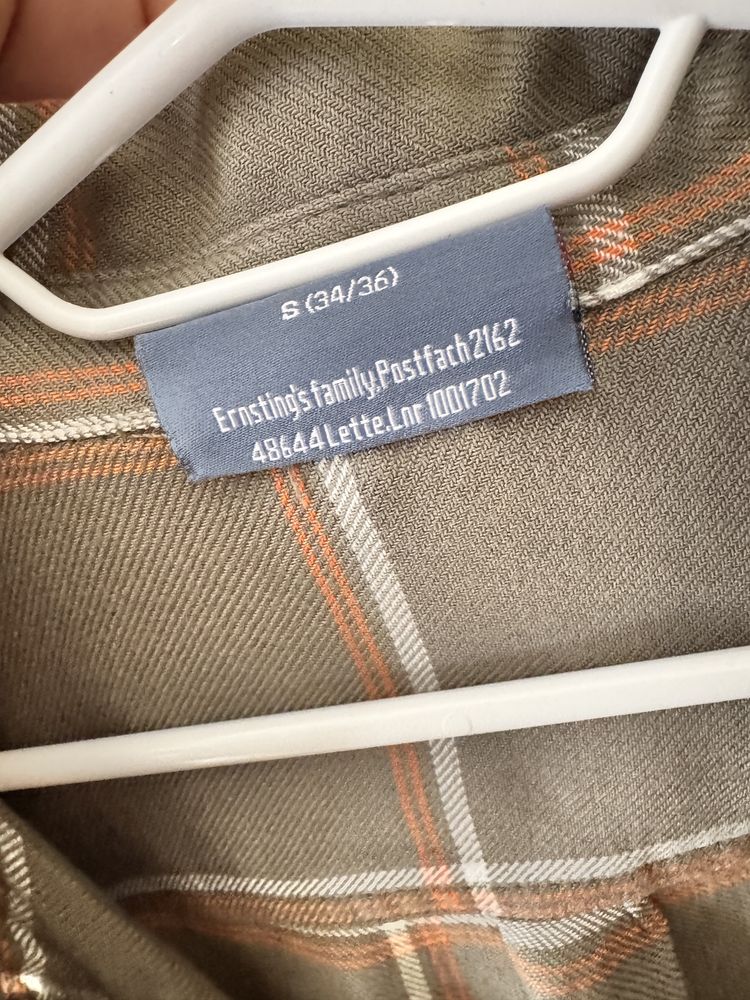 S (34/36)
Ernsting's family,Postfach 2162
48644 Lette.Lnr 1001702